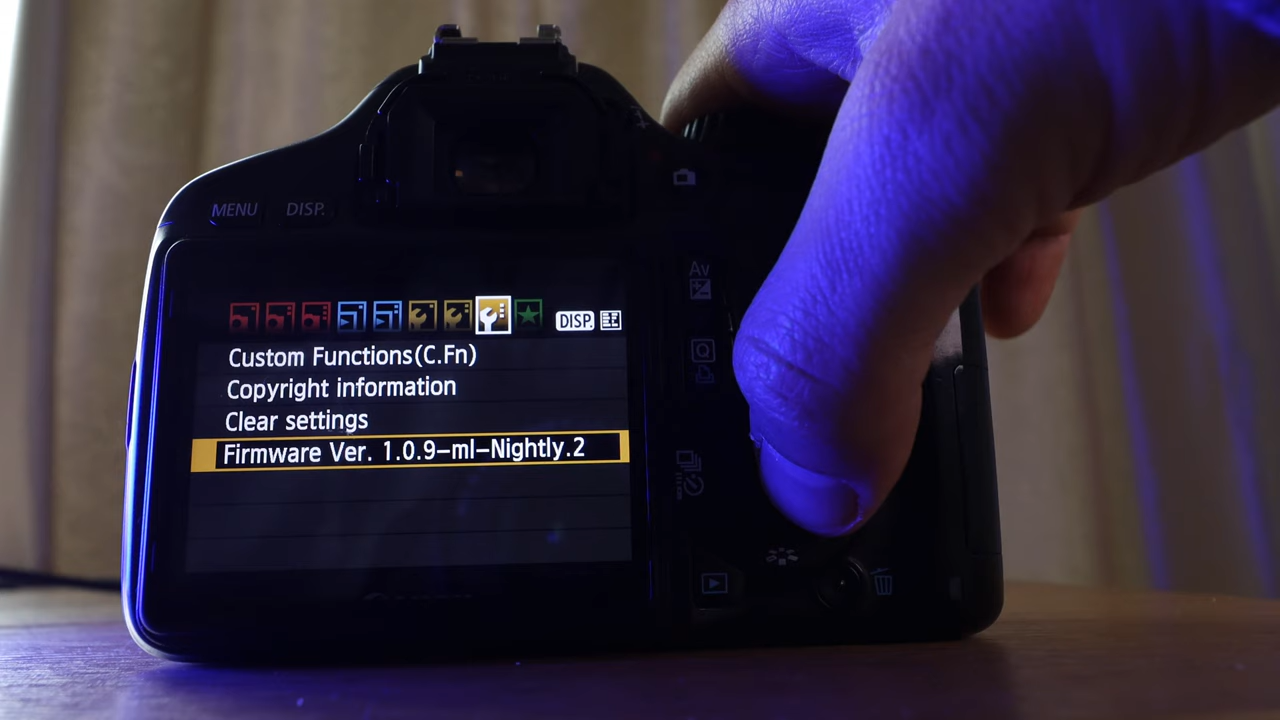 MENU DISP.
Av
Q
DISP.
Custom Functions(C.Fn)
Copyright information
Clear settings
Firmware Ver. 1.0.9-ml-Nightly.2